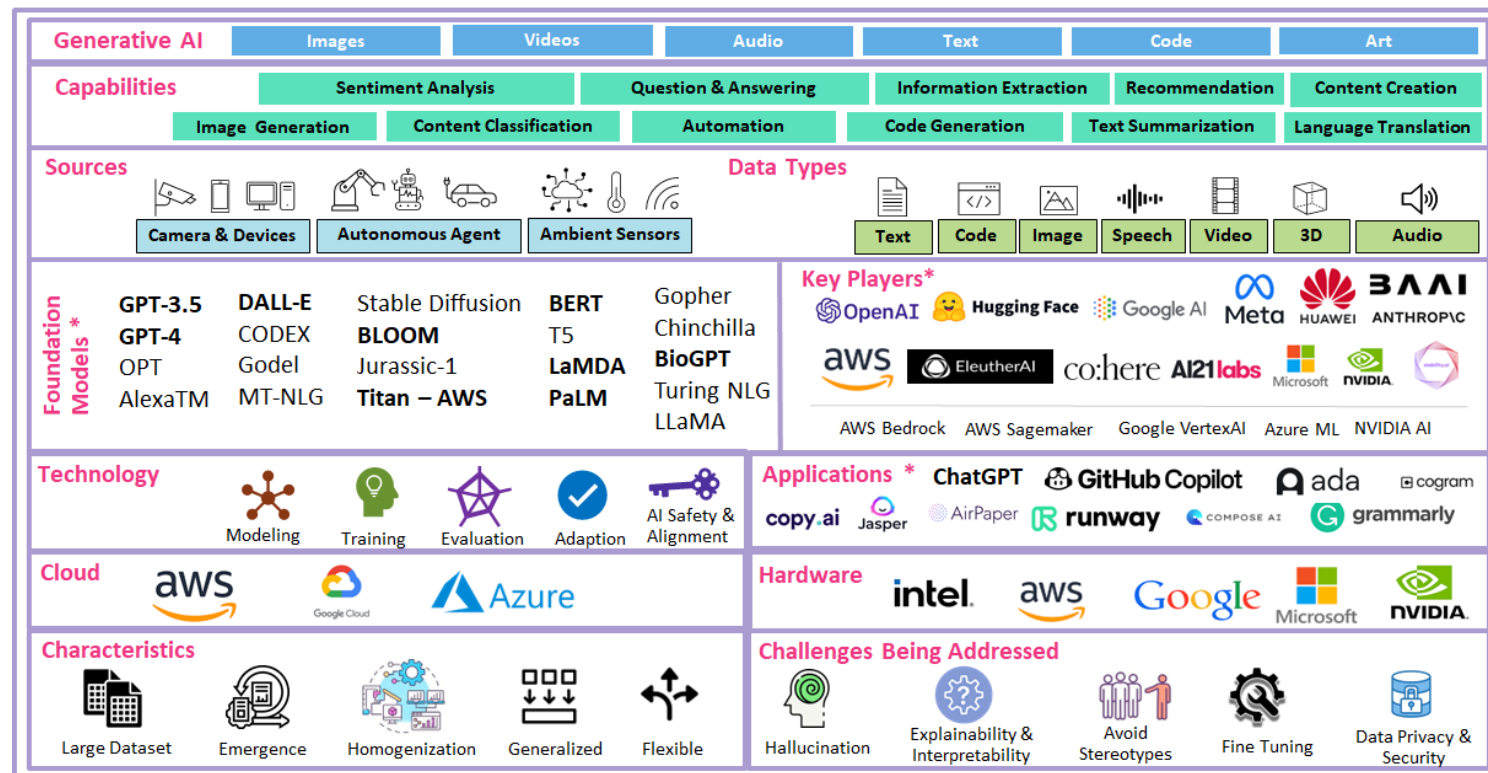 Generative AI
Images
Videos
Audio
Text
Code
Art
Capabilities
Sentiment Analysis
Question & Answering
Information Extraction
Recommendation
Content Creation
Image Generation
Content Classification
Automation
Code Generation
Text Summarization
Language Translation
Sources
Camera & Devices
Autonomous Agent
Ambient Sensors
Data Types
</>
Text
Code
Image
Speech
Video
3D
Audio
Foundation
Models *
GPT-3.5
GPT-4
OPT
AlexaTM
DALL-E
CODEX
Godel
MT-NLG
Stable Diffusion
BLOOM
Jurassic-1
Titan – AWS
BERT
T5
LaMDA
PaLM
Gopher
Chinchilla
BioGPT
Turing NLG
LLaMA
Key Players*
OpenAI
Hugging Face
Google AI
Meta
HUAWEI
BAAI
ANTHROP\C
aws
EleutherAI
co:here
AI21labs
Microsoft
NVIDIA.
stability.ai
AWS Bedrock
AWS Sagemaker
Google VertexAI
Azure ML
NVIDIA AI
Technology
Modeling
Training
Evaluation
Adaption
AI Safety &
Alignment
Applications *
ChatGPT
GitHub Copilot
ada
cogram
copy.ai
Jasper
AirPaper
runway
COMPOSE AI
grammarly
Cloud
aws
Google Cloud
Azure
Hardware
intel.
aws
Google
Microsoft
NVIDIA.
Characteristics
Large Dataset
Emergence
Homogenization
Generalized
Flexible
Challenges Being Addressed
Hallucination
Explainability &
Interpretability
Avoid
Stereotypes
Fine Tuning
Data Privacy &
Security